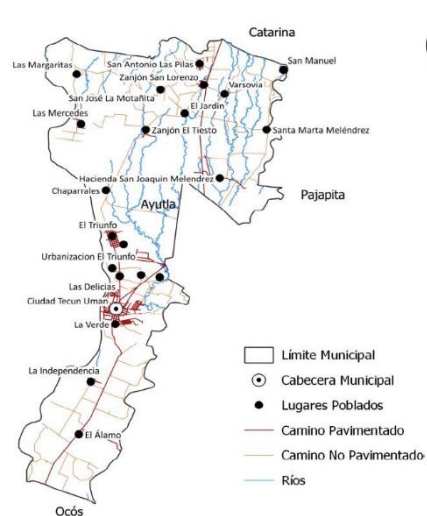 Catarina
San Antonio Las Pilas
San Manuel
Las Margaritas
Zanjón San Lorenzo
Varsovia
San José La Motañita
El Jardin
Las Mercedes
Zanjón El Tiesto
Santa Marta Meléndrez
Hacienda San Joaquin Melendrez
Chaparrales
Pajapita
Ayutla
El Triunfo
Urbanizacion El Triunfo
Las Delicias
Ciudad Tecun Uman
La Verde
La Independencia
El Álamo
Ocós
Límite Municipal
Cabecera Municipal
Lugares Poblados
Camino Pavimentado
Camino No Pavimentado
Ríos